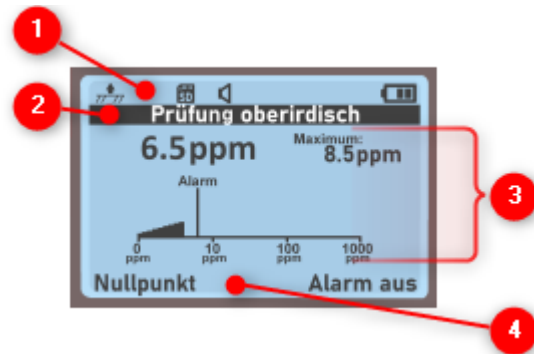 1
SD
2
Prüfung oberirdisch
6.5ppm
Maximum:
8.5ppm
3
Alarm
0 10 100 1000
ppm ppm ppm ppm
Nullpunkt Alarm aus
4